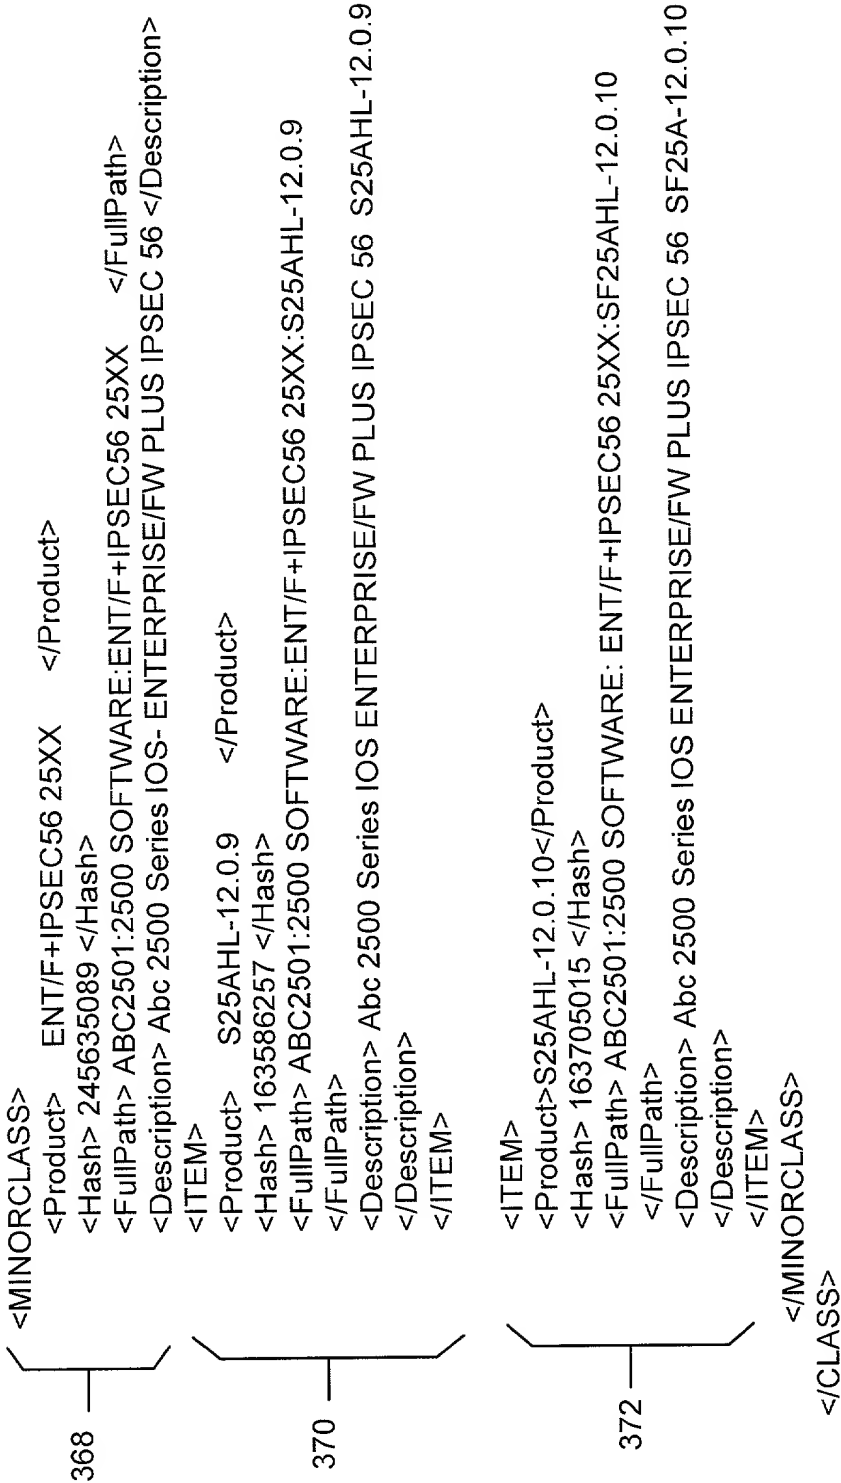 <MINORCLASS>
<Product> ENT/F+IPSEC56 25XX </Product>
<Hash> 245635089 </Hash>
<FullPath> ABC2501:2500 SOFTWARE:ENT/F+IPSEC56 25XX </FullPath>
<Description> Abc 2500 Series IOS- ENTERPRISE/FW PLUS IPSEC 56 </Description>
368
<ITEM>
<Product> S25AHL-12.0.9 </Product>
<Hash> 163586257 </Hash>
<FullPath> ABC2501:2500 SOFTWARE:ENT/F+IPSEC56 25XX:S25AHL-12.0.9
</FullPath>
<Description> Abc 2500 Series IOS ENTERPRISE/FW PLUS IPSEC 56 S25AHL-12.0.9
</Description>
</ITEM>
370
<ITEM>
<Product>S25AHL-12.0.10</Product>
<Hash> 163705015 </Hash>
<FullPath> ABC2501:2500 SOFTWARE: ENT/F+IPSEC56 25XX:SF25AHL-12.0.10
</FullPath>
<Description> Abc 2500 Series IOS ENTERPRISE/FW PLUS IPSEC 56 SF25A-12.0.10
</Description>
</ITEM>
372
</MINORCLASS>
</CLASS>